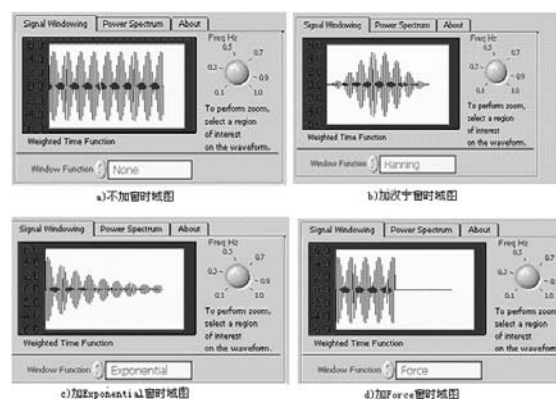 Signal Windowing Power Spectrum About
Freq Hz
0.5
0.3 0.7
0.9
0.1 1.0
To perform zoom,
select a region
of interest
on the waveform.
Weighted Time Function
Window Function None
a)不加窗时域图
Signal Windowing Power Spectrum About
Freq Hz
0.5
0.3 0.7
0.9
0.1 1.0
To perform zoom,
select a region
of interest
on the waveform.
Weighted Time Function
Window Function Hanning
b)加汉宁窗时域图
Signal Windowing Power Spectrum About
Freq Hz
0.5
0.3 0.7
0.9
0.1 1.0
To perform zoom,
select a region
of interest
on the waveform.
Weighted Time Function
Window Function Exponential
c)加Exponential窗时域图
Signal Windowing Power Spectrum About
Freq Hz
0.5
0.3 0.7
0.9
0.1 1.0
To perform zoom,
select a region
of interest
on the waveform.
Weighted Time Function
Window Function Force
d)加Force窗时域图